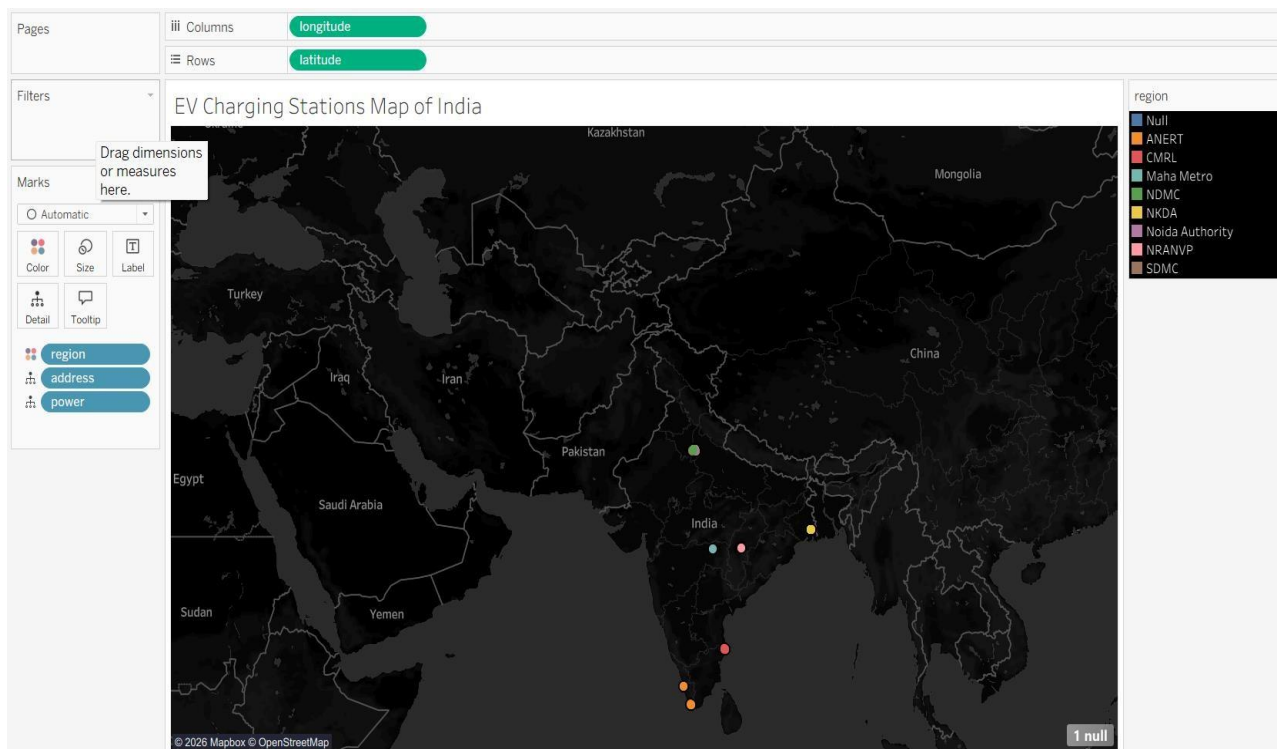 Pages
iii Columns
longitude
Rows
latitude
Filters
Drag dimensions
or measures
here.
Marks
Automatic
Color
Size
Label
Detail
Tooltip
region
address
power
EV Charging Stations Map of India
Kazakhstan
Mongolia
Turkey
China
Iraq
Iran
Pakistan
Egypt
Saudi Arabia
India
Sudan
Yemen
© 2026 Mapbox © OpenStreetMap
1 null
region
Null
ANERT
CMRL
Maha Metro
NDMC
NKDA
Noida Authority
NRANVP
SDMC